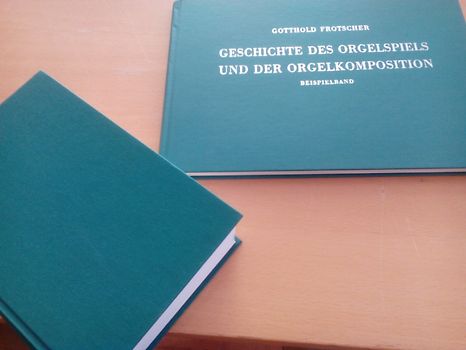 GOTTHOLD FROTSCHER
GESCHICHTE DES ORGELSPIELS
UND DER ORGELKOMPOSITION
BEISPIELBAND